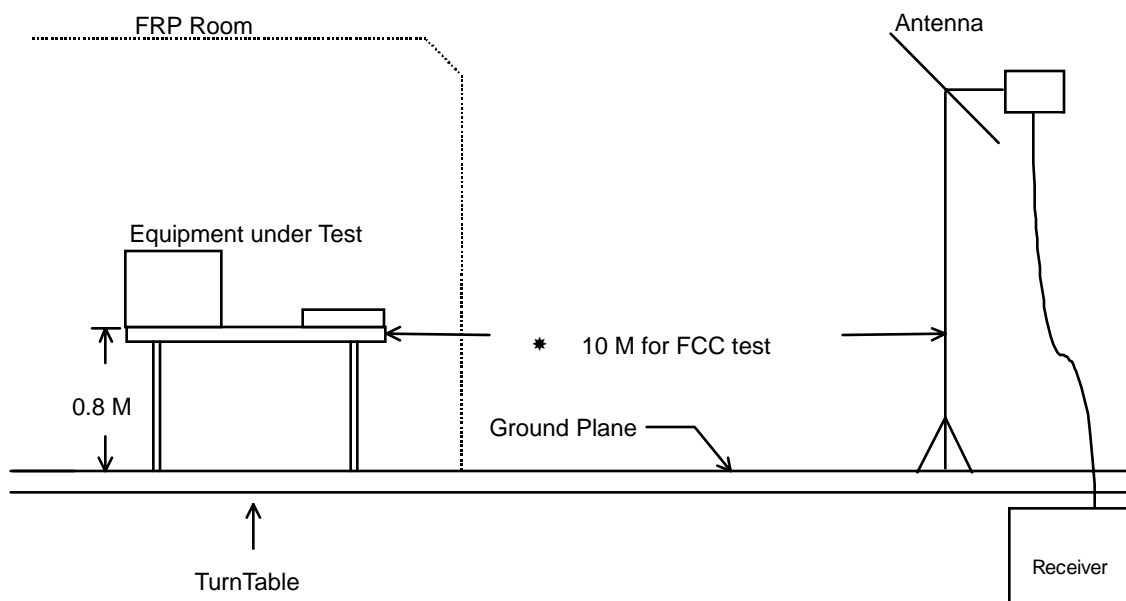 FRP Room
Antenna
Equipment under Test
✷ 10 M for FCC test
0.8 M
Ground Plane
TurnTable
Receiver